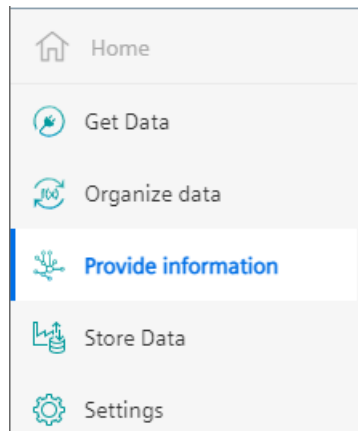 Home
Get Data
Organize data
Provide information
Store Data
Settings